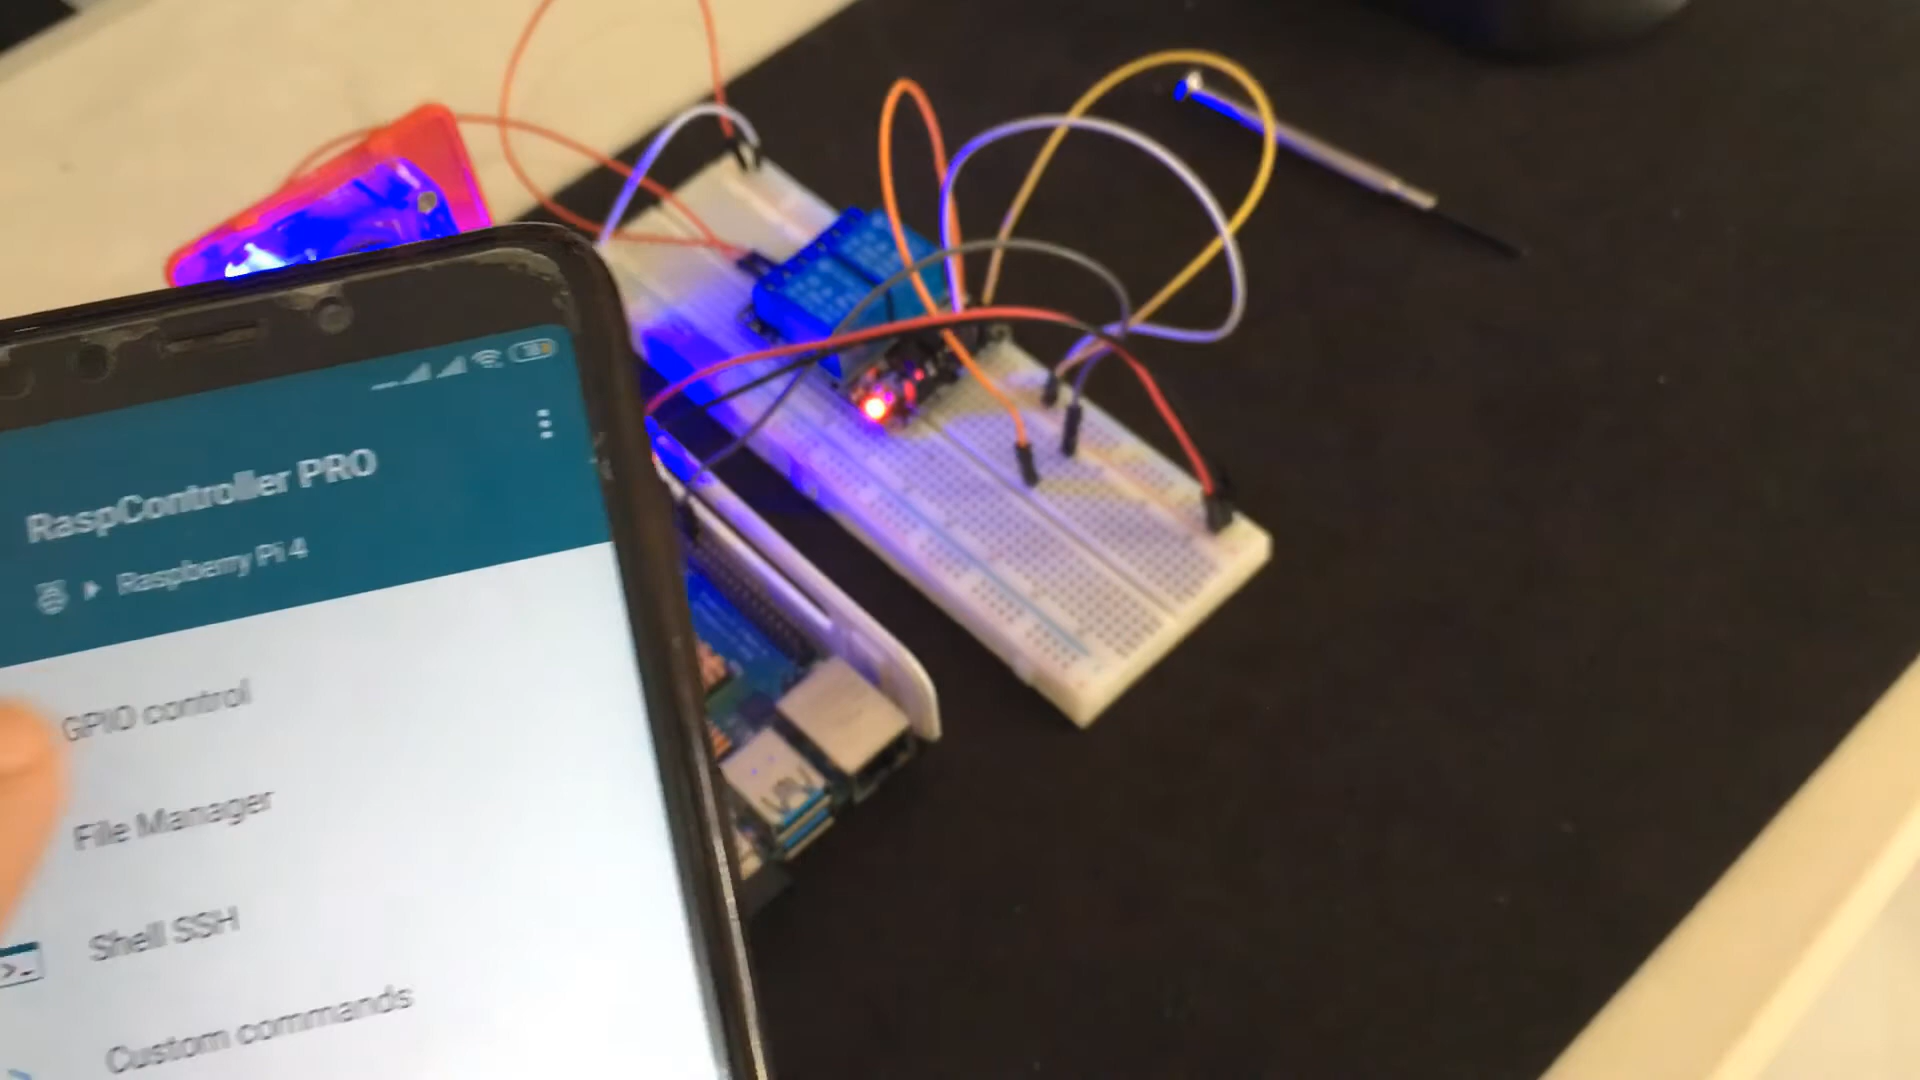 RaspController PRO
Raspberry Pi 4
GPIO control
File Manager
Shell SSH
Custom commands